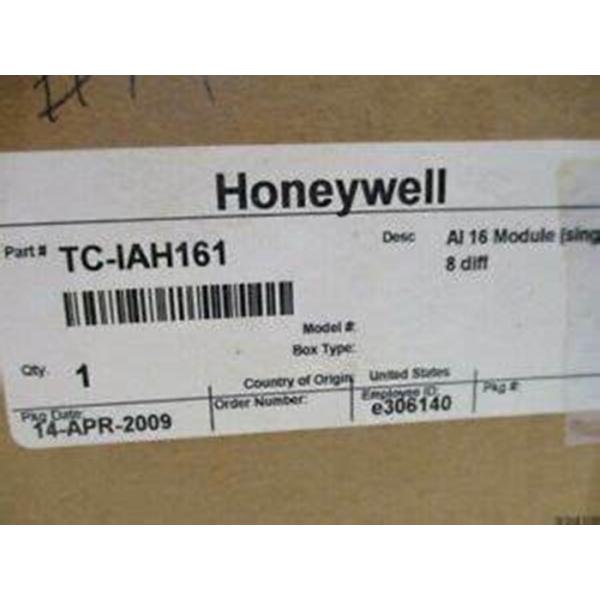 Honeywell
Part # TC-IAH161 Desc AI 16 Module (sing
8 diff
Model #:
Box Type:
Qty. 1 Country of Origin United States
Pkg Date: Order Number: Employee ID: Pkg #:
14-APR-2009 e306140